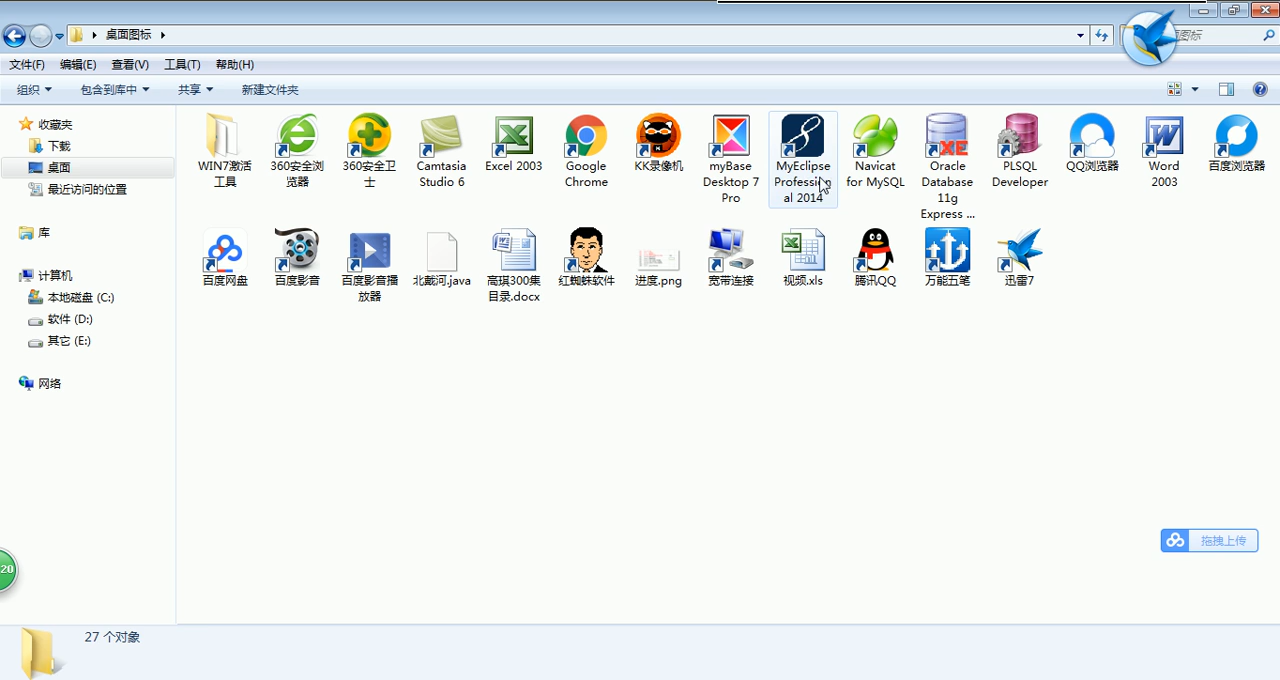 桌面图标
图标
文件(F) 编辑(E) 查看(V) 工具(T) 帮助(H)
组织 包含到库中 共享 新建文件夹
收藏夹
下载
桌面
最近访问的位置
库
计算机
本地磁盘 (C:)
软件 (D:)
其它 (E:)
网络
WIN7激活
工具
360安全浏
览器
360安全卫
士
Camtasia
Studio 6
Excel 2003
Google
Chrome
KK录像机
myBase
Desktop 7
Pro
MyEclipse
Profession
al 2014
Navicat
for MySQL
Oracle
Database
11g
Express ...
PLSQL
Developer
QQ浏览器
Word
2003
百度浏览器
百度网盘
百度影音
百度影音播
放器
北戴河.java
高琪300集
目录.docx
红蜘蛛软件
进度.png
宽带连接
视频.xls
腾讯QQ
万能五笔
迅雷7
拖拽上传
20
27 个对象